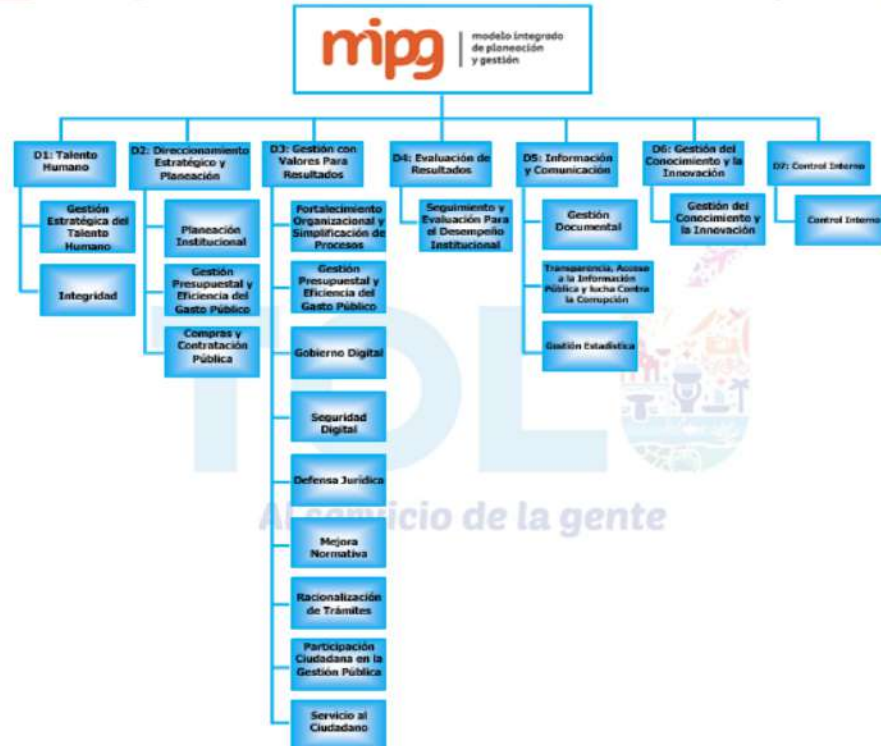 mipg
modelo integrado
de planeación
y gestión
D1: Talento
Humano
Gestión
Estratégica del
Talento
Humano
Integridad
D2: Direccionamiento
Estratégico y
Planeación
Planeación
Institucional
Gestión
Presupuestal y
Eficiencia del
Gasto Público
Compras y
Contratación
Pública
D3: Gestión con
Valores Para
Resultados
Fortalecimiento
Organizacional y
Simplificación de
Procesos
Gestión
Presupuestal y
Eficiencia del
Gasto Público
Gobierno Digital
Seguridad
Digital
Defensa Jurídica
Mejora
Normativa
Racionalización
de Trámites
Participación
Ciudadana en la
Gestión Pública
Servicio al
Ciudadano
D4: Evaluación de
Resultados
Seguimiento y
Evaluación Para
el Desempeño
Institucional
D5: Información
y Comunicación
Gestión
Documental
Transparencia, Acceso
a la Información
Pública y lucha Contra
la Corrupción
Gestión Estadística
D6: Gestión del
Conocimiento y la
Innovación
Gestión del
Conocimiento y
la Innovación
D7: Control Interno
Control Interno
TOLÚ
Al servicio de la gente